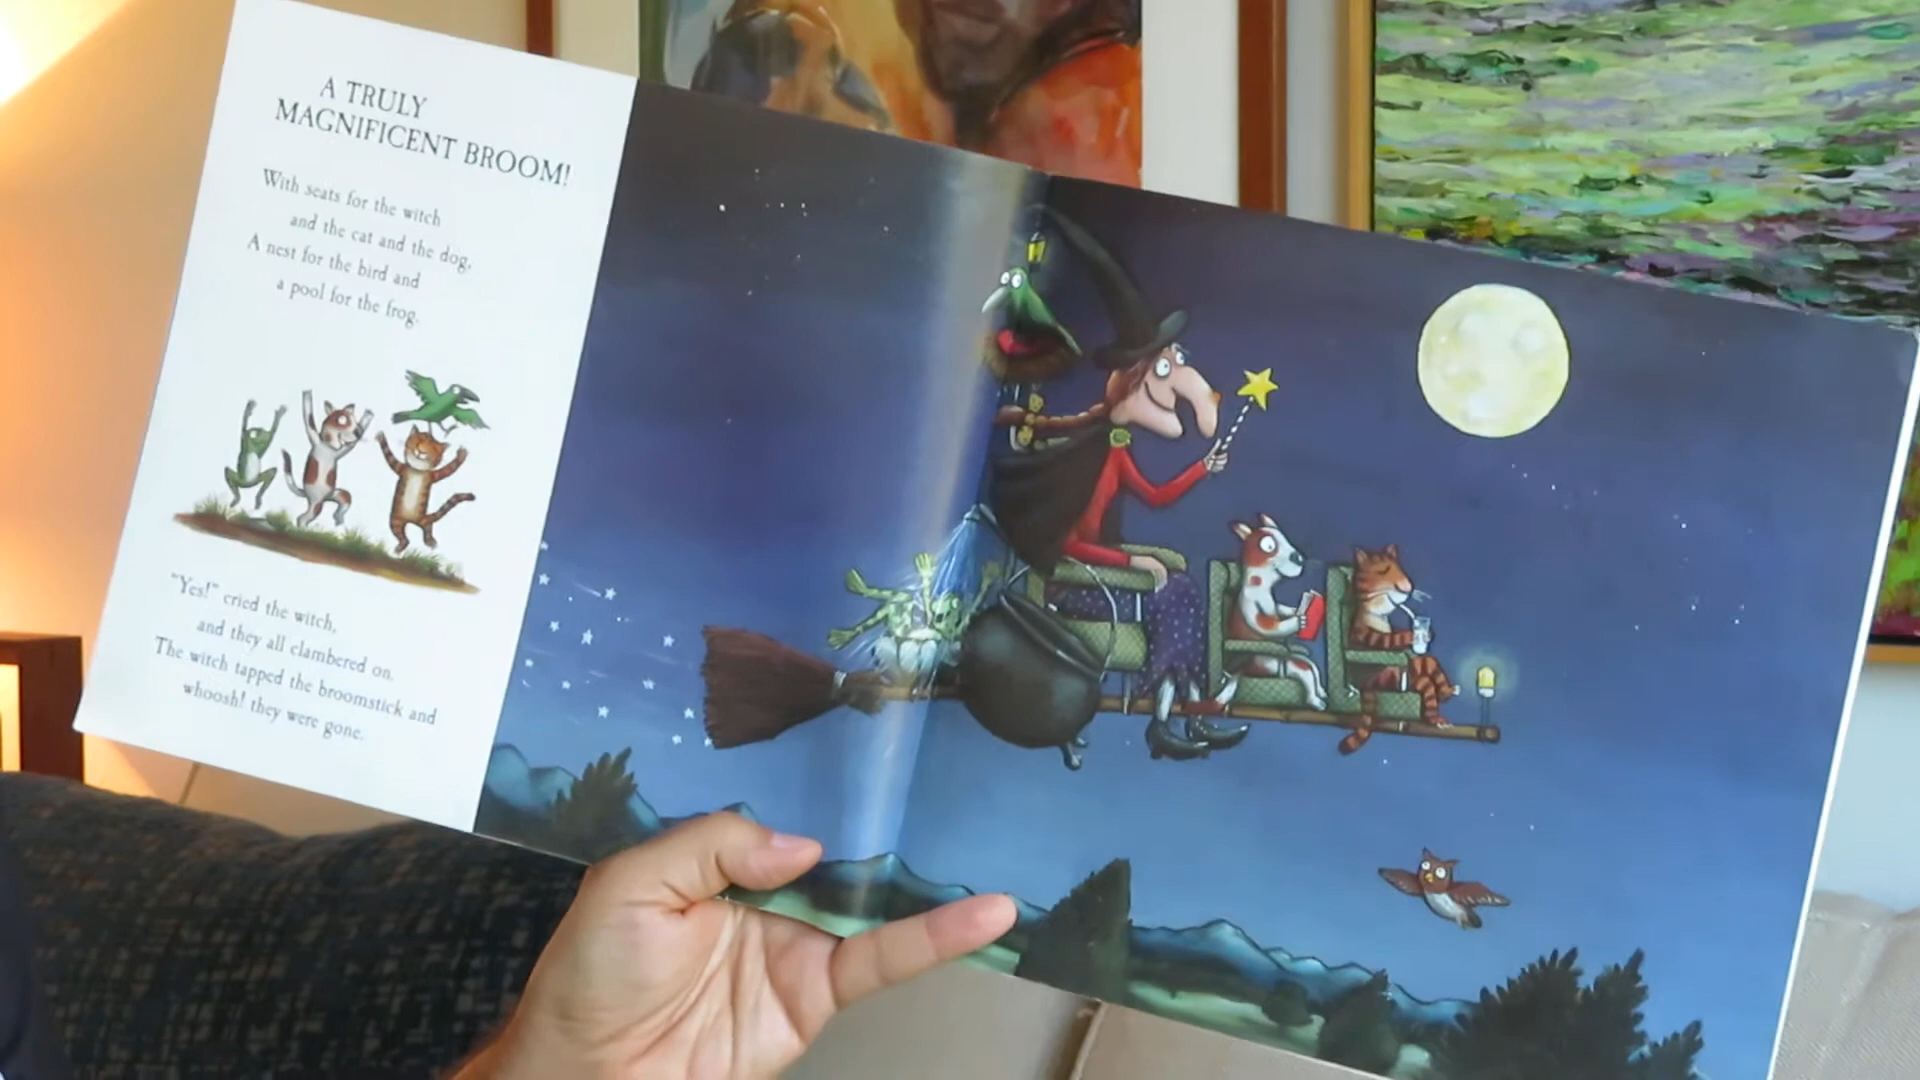 A TRULY
MAGNIFICENT BROOM!
With seats for the witch
and the cat and the dog,
A nest for the bird and
a pool for the frog.
"Yes!" cried the witch,
and they all clambered on.
The witch tapped the broomstick and
whoosh! they were gone.